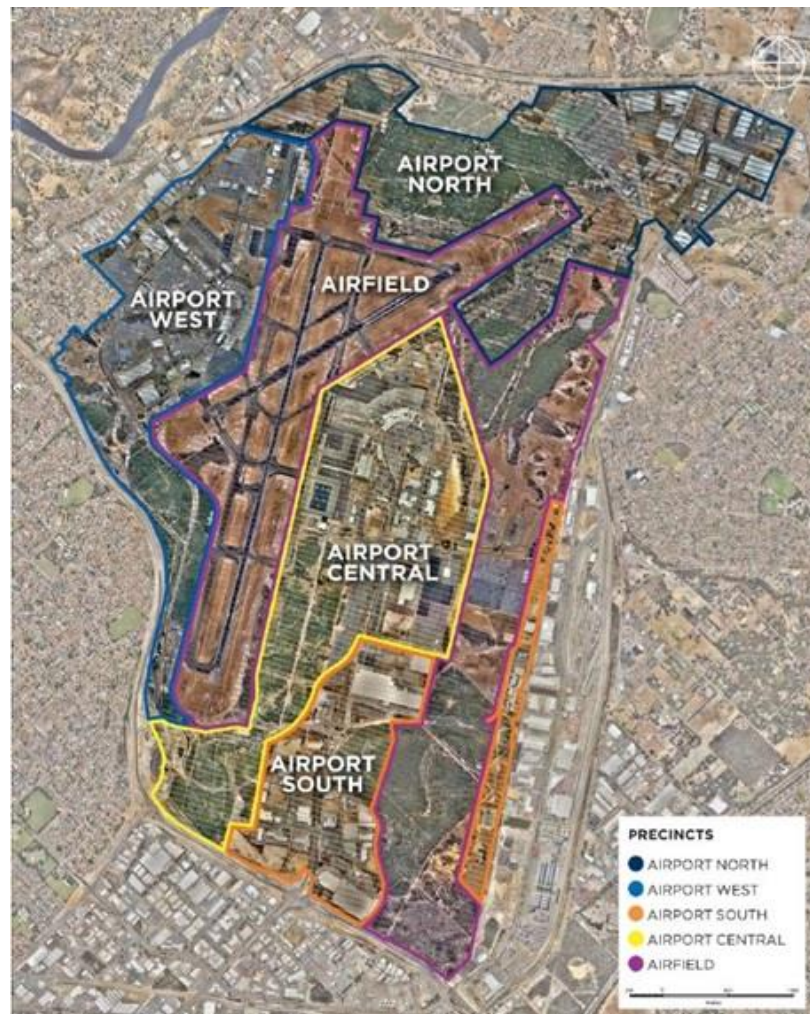 AIRPORT
NORTH
AIRFIELD
AIRPORT
WEST
AIRPORT
CENTRAL
AIRPORT
SOUTH
PRECINCTS
AIRPORT NORTH
AIRPORT WEST
AIRPORT SOUTH
AIRPORT CENTRAL
AIRFIELD